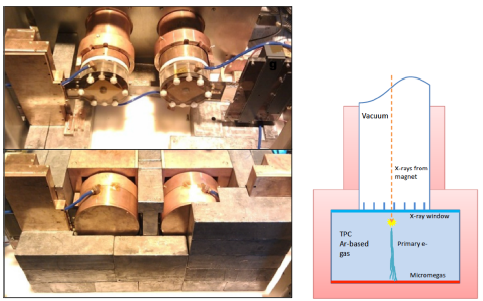 Vacuum
X-rays from
magnet
X-ray window
TPC
Ar-based
gas
Primary e-
Micromegas